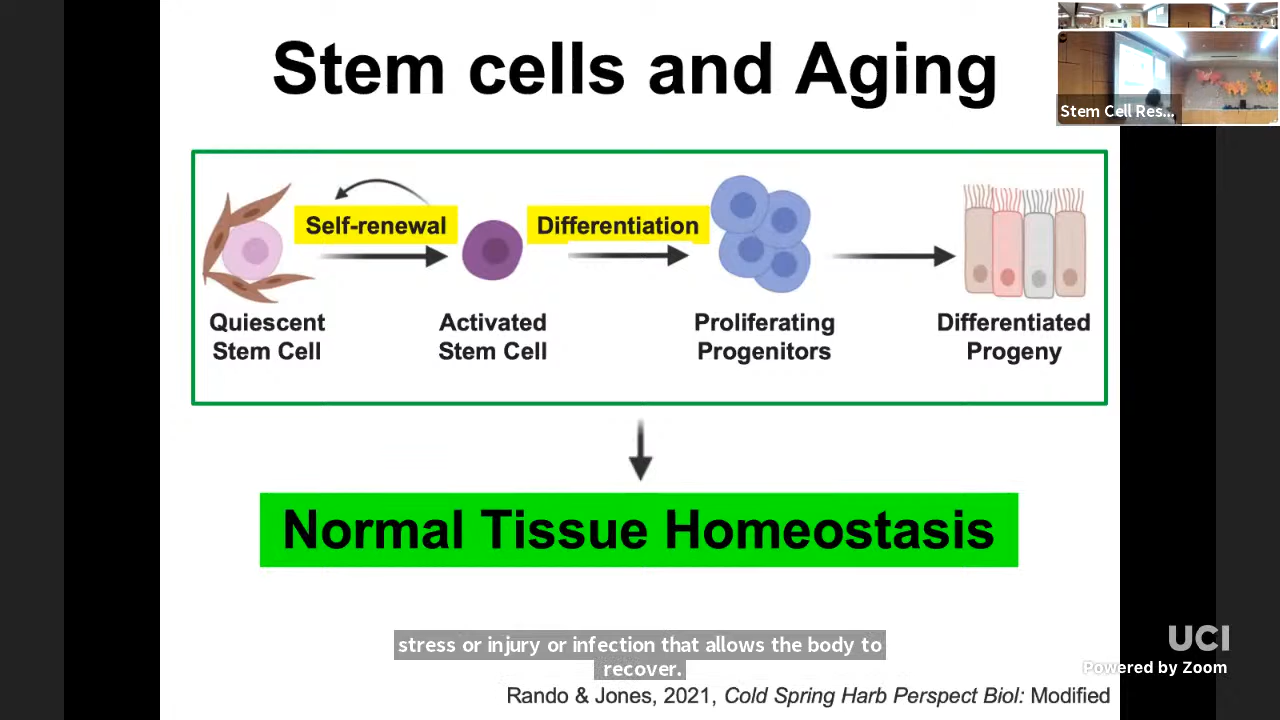 Stem cells and Aging
Stem Cell Res...
Self-renewal
Differentiation
Quiescent
Stem Cell
Activated
Stem Cell
Proliferating
Progenitors
Differentiated
Progeny
Normal Tissue Homeostasis
stress or injury or infection that allows the body to
recover.
UCI
Powered by Zoom
Rando & Jones, 2021, Cold Spring Harb Perspect Biol: Modified